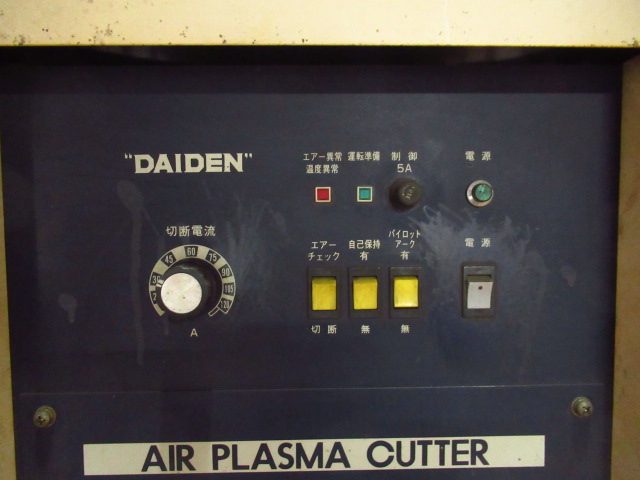 "DAIDEN"
エアー異常
温度異常
運転準備
制御
5A
電源
切断電流
30
45
60
75
90
105
120
A
エアー
チェック
切断
自己保持
有
無
パイロット
アーク
有
無
電源
AIR PLASMA CUTTER